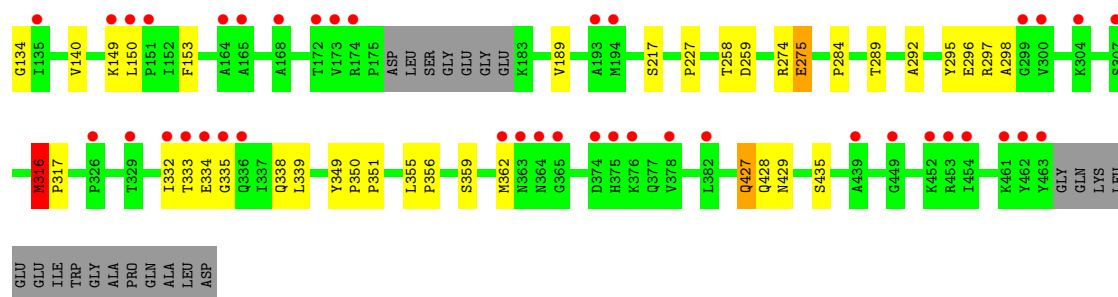 G134 I135 V140 K149 L150 P151 I152 F153 A164 A165 A168 T172 V173 R174 P175 ASP LEU SER GLY GLU GLY GLU K183 V189 A193 M194 S217 P227 T258 D259 R274 E275 P284 T289 A292 Y295 E296 R297 A298 G299 V300 K304 S307
M316 P317 P326 T329 I332 T333 E334 G335 Q336 I337 Q338 L339 Y349 P350 P351 L355 P356 S359 M362 N363 N364 G365 D374 H375 K376 Q377 V378 L382 Q427 Q428 N429 S435 A439 G449 K452 R453 I454 K461 Y462 Y463 GLY GLN LYS LEU
GLU GLU ILE TRP GLY ALA PRO GLN ALA LEU ASP